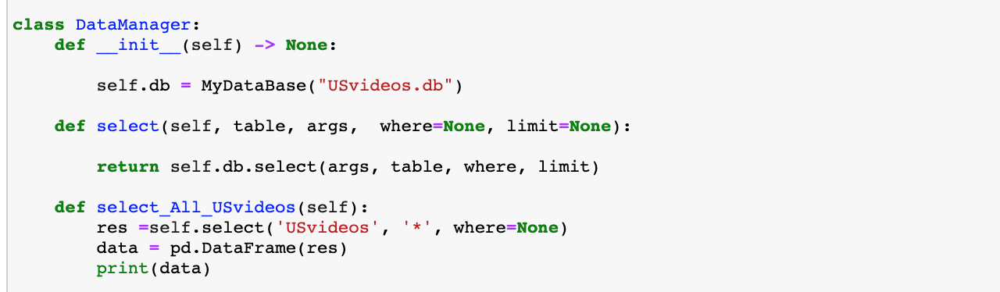 class DataManager:
    def __init__(self) -> None:
        self.db = MyDataBase("USvideos.db")
    def select(self, table, args,  where=None, limit=None):
        return self.db.select(args, table, where, limit)
    def select_All_USvideos(self):
        res =self.select('USvideos', '*', where=None)
        data = pd.DataFrame(res)
        print(data)